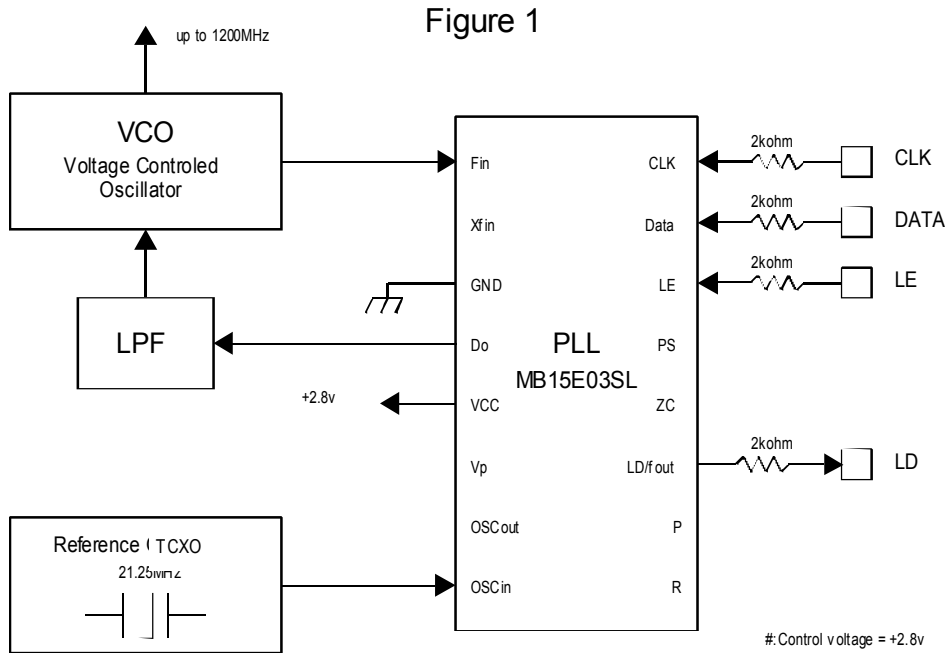 Figure 1
up to 1200MHz
VCO
Voltage Controled
Oscillator
LPF
+2.8v
Reference
TCXO
Fin
Xfin
GND
Do
VCC
Vp
OSCout
OSCin
PLL
MB15E03SL
CLK
Data
LE
PS
ZC
LD/fout
P
R
2kohm
CLK
2kohm
DATA
2kohm
LE
2kohm
LD
#:Control voltage = +2.8v